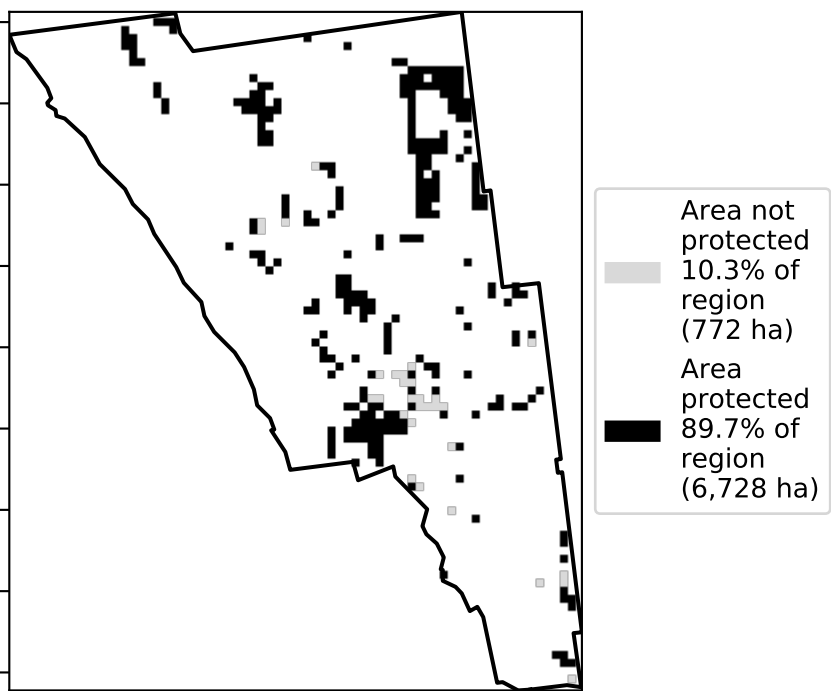 Area not
protected
10.3% of
region
(772 ha)
Area
protected
89.7% of
region
(6,728 ha)